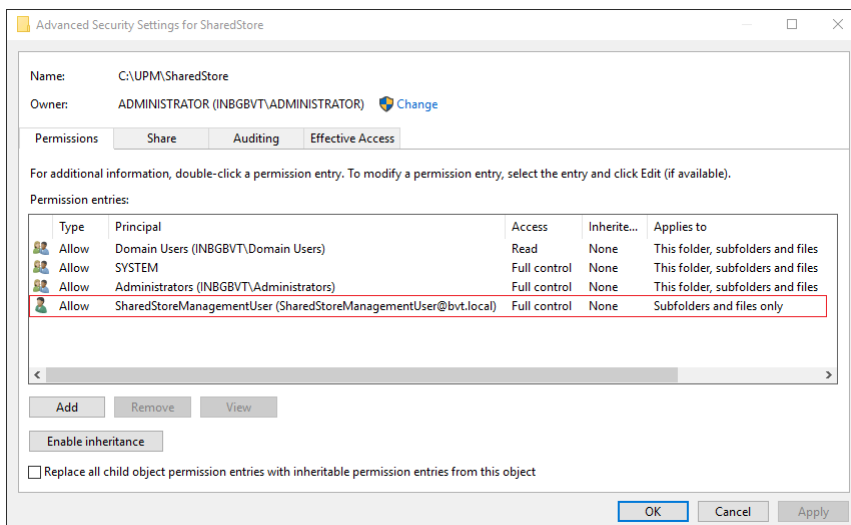 Advanced Security Settings for SharedStore
Name: C:\UPM\SharedStore
Owner: ADMINISTRATOR (INBGBVT\ADMINISTRATOR) Change
Permissions Share Auditing Effective Access
For additional information, double-click a permission entry. To modify a permission entry, select the entry and click Edit (if available).
Permission entries:
Type Principal Access Inherite... Applies to
Allow Domain Users (INBGBVT\Domain Users) Read None This folder, subfolders and files
Allow SYSTEM Full control None This folder, subfolders and files
Allow Administrators (INBGBVT\Administrators) Full control None This folder, subfolders and files
Allow SharedStoreManagementUser (SharedStoreManagementUser@bvt.local) Full control None Subfolders and files only
Add Remove View
Enable inheritance
Replace all child object permission entries with inheritable permission entries from this object
OK Cancel Apply